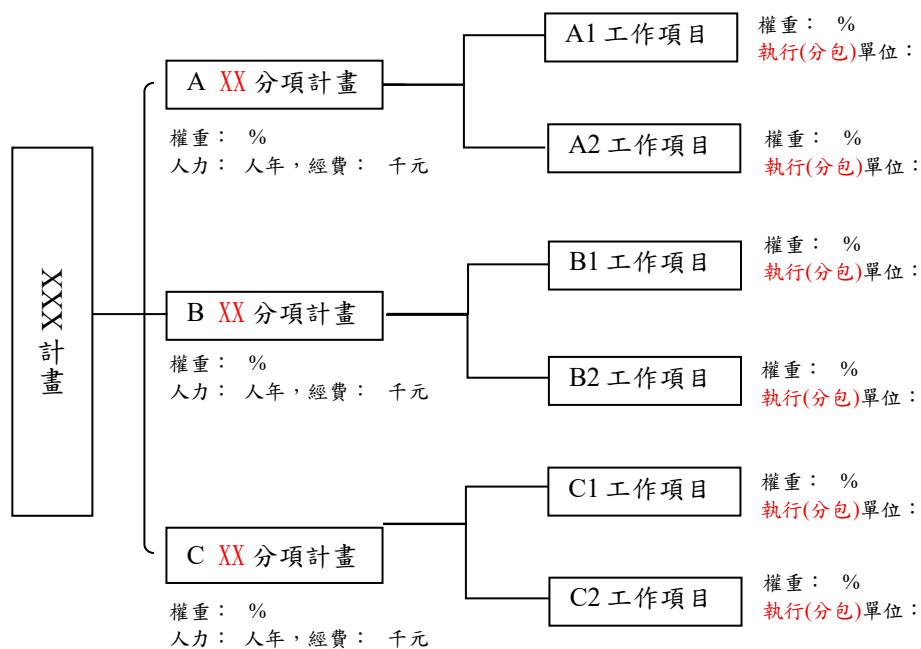 XXX計畫
A XX 分項計畫
權重： %
人力： 人年，經費： 千元
A1 工作項目
權重： %
執行(分包)單位：
A2 工作項目
權重： %
執行(分包)單位：
B XX 分項計畫
權重： %
人力： 人年，經費： 千元
B1 工作項目
權重： %
執行(分包)單位：
B2 工作項目
權重： %
執行(分包)單位：
C XX 分項計畫
權重： %
人力： 人年，經費： 千元
C1 工作項目
權重： %
執行(分包)單位：
C2 工作項目
權重： %
執行(分包)單位：